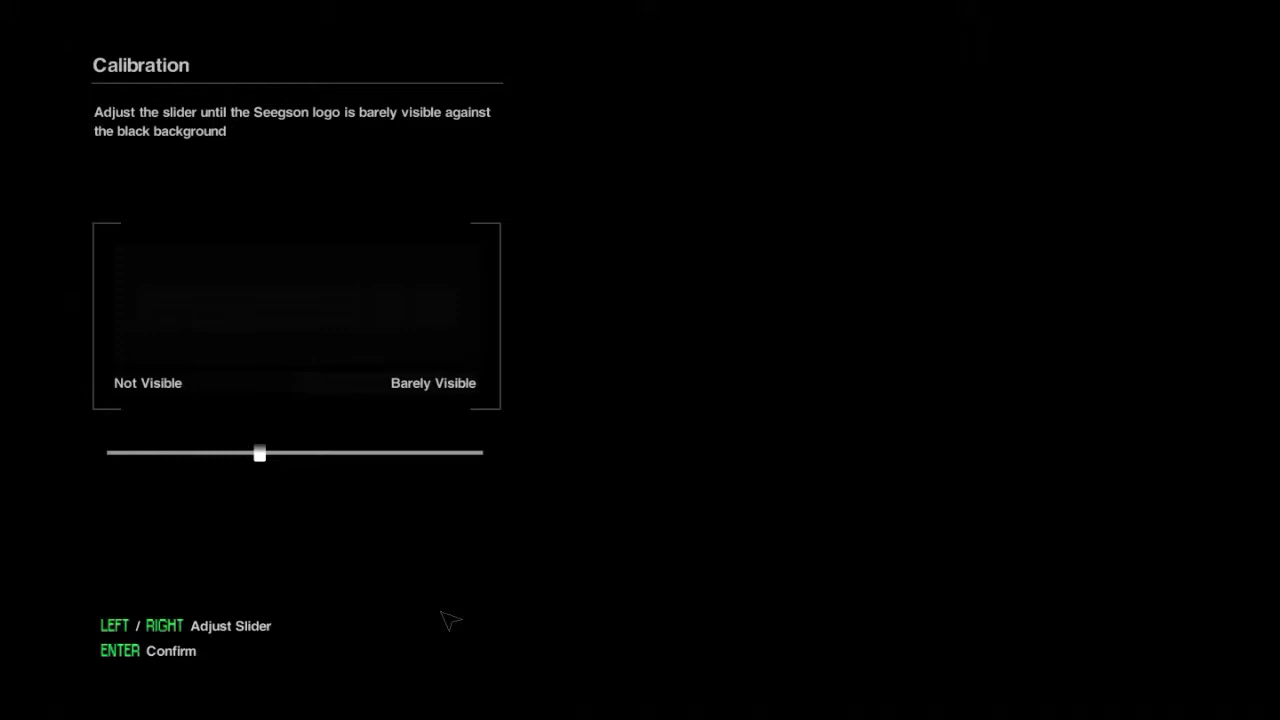 Calibration
Adjust the slider until the Seegson logo is barely visible against
the black background
Not Visible Barely Visible
LEFT / RIGHT Adjust Slider
ENTER Confirm